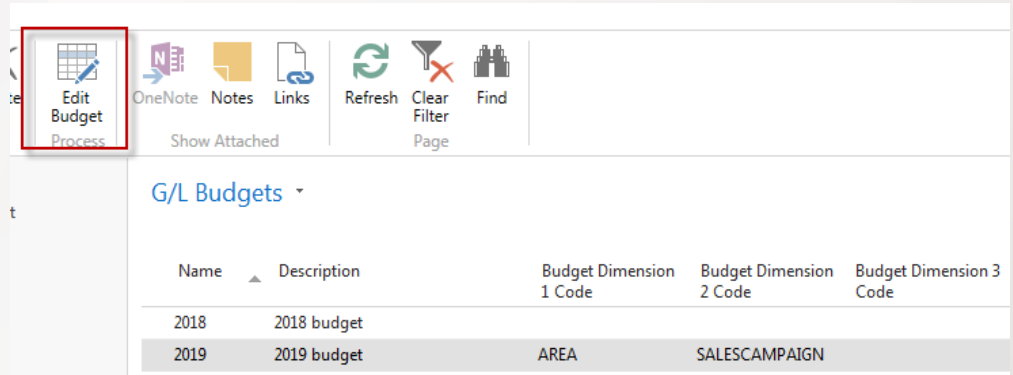 te
Edit
Budget
Process
OneNote Notes Links
Show Attached
Refresh Clear
Filter
Find
Page
t
G/L Budgets
Name Description Budget Dimension
1 Code Budget Dimension
2 Code Budget Dimension 3
Code
2018 2018 budget
2019 2019 budget AREA SALESCAMPAIGN